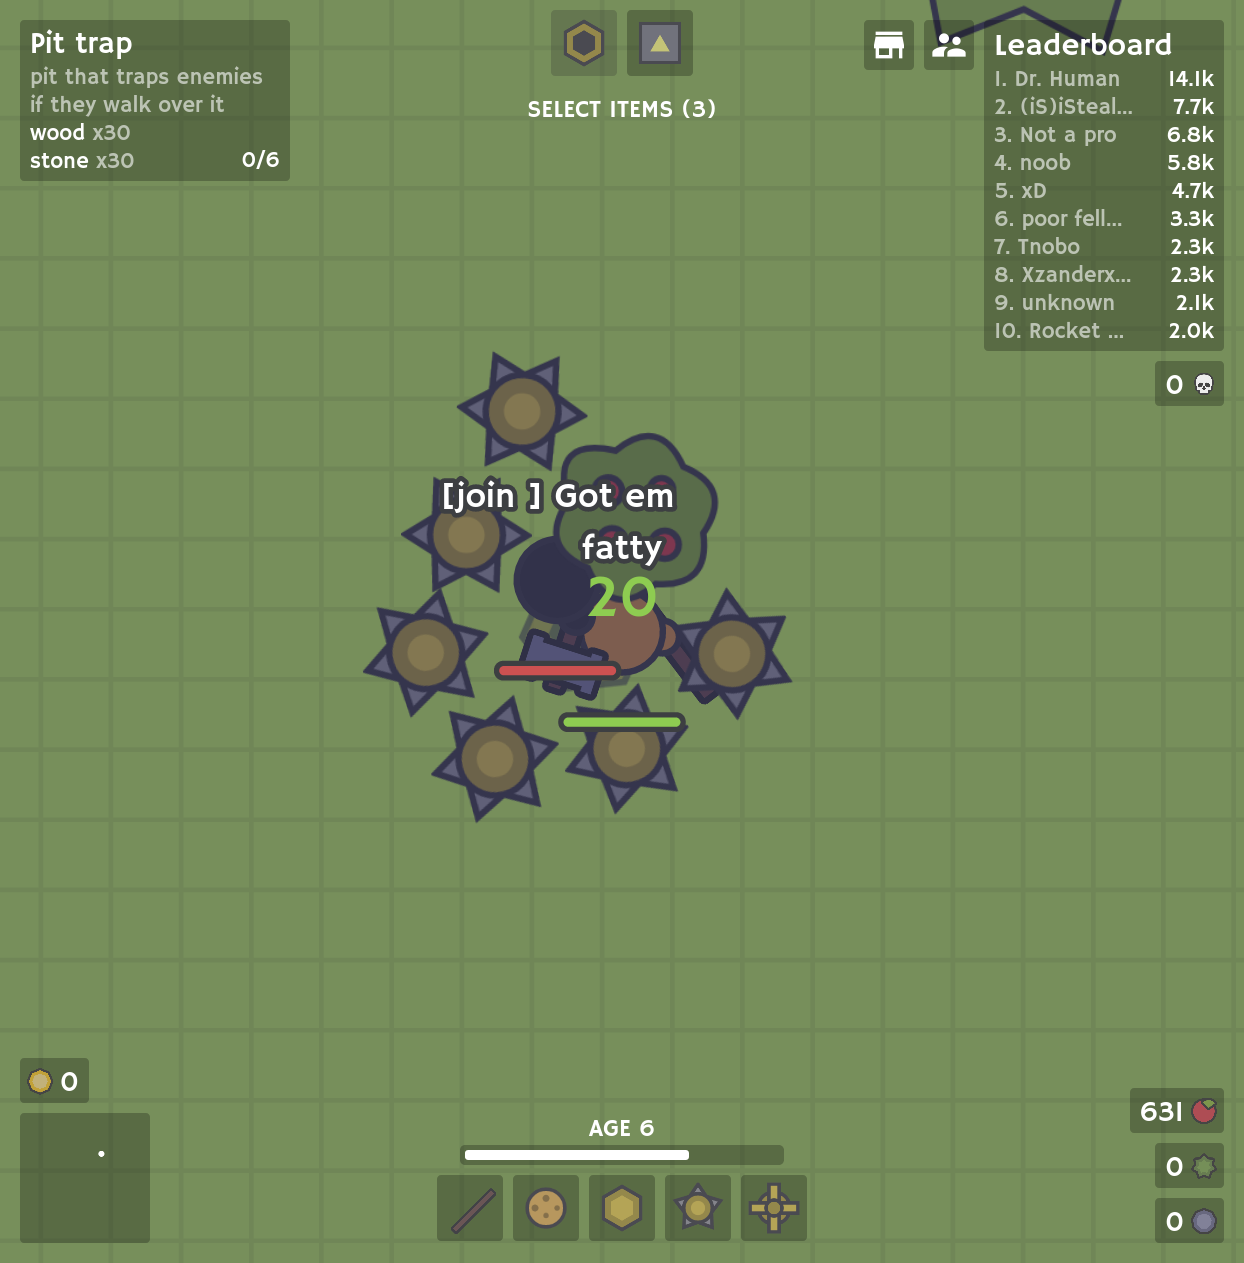 Pit trap
pit that traps enemies
if they walk over it
wood x30
stone x30 0/6
SELECT ITEMS (3)
Leaderboard
1. Dr. Human 14.1k
2. (iS)iSteal... 7.7k
3. Not a pro 6.8k
4. noob 5.8k
5. xD 4.7k
6. poor fell... 3.3k
7. Tnobo 2.3k
8. Xzanderx... 2.3k
9. unknown 2.1k
10. Rocket ... 2.0k
0
[join ] Got em
fatty
20
0
AGE 6
631
0
0